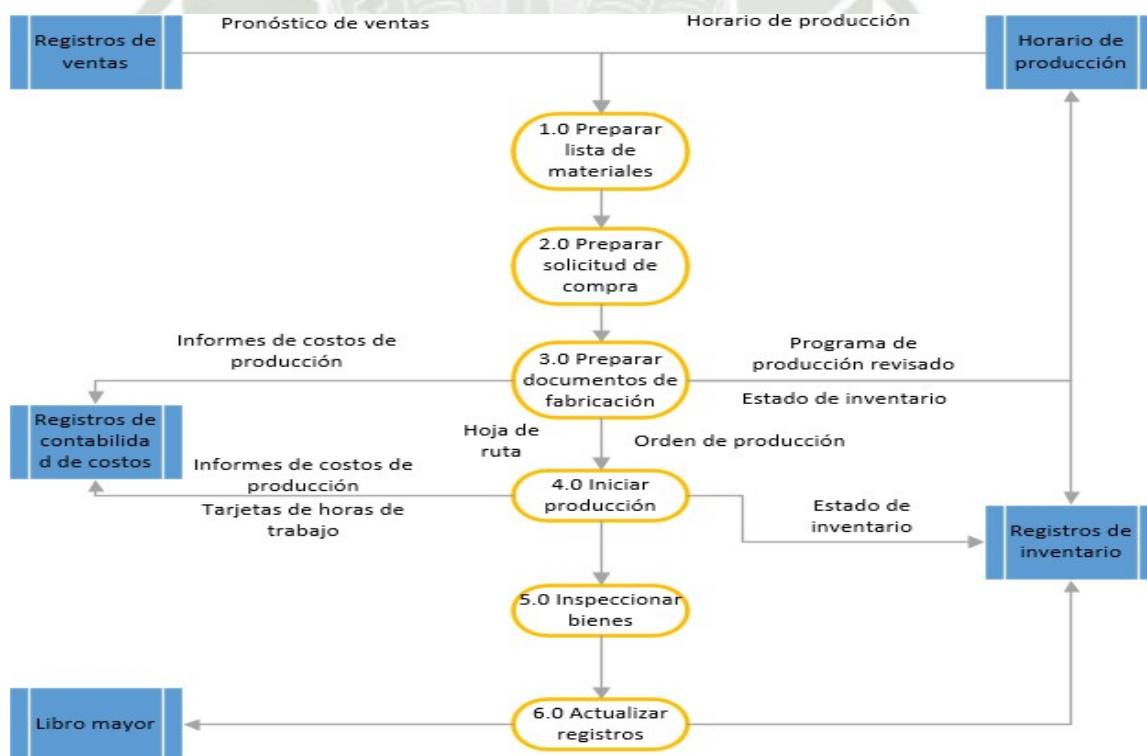 Pronóstico de ventas
Horario de producción
Registros de
ventas
Horario de
producción
1.0 Preparar
lista de
materiales
2.0 Preparar
solicitud de
compra
Informes de costos de
producción
3.0 Preparar
documentos de
fabricación
Programa de
producción revisado
Estado de inventario
Registros de
contabilida
d de costos
Hoja de
ruta
Orden de producción
Informes de costos de
producción
Tarjetas de horas de
trabajo
4.0 Iniciar
producción
Estado de
inventario
Registros de
inventario
5.0 Inspeccionar
bienes
Libro mayor
6.0 Actualizar
registros